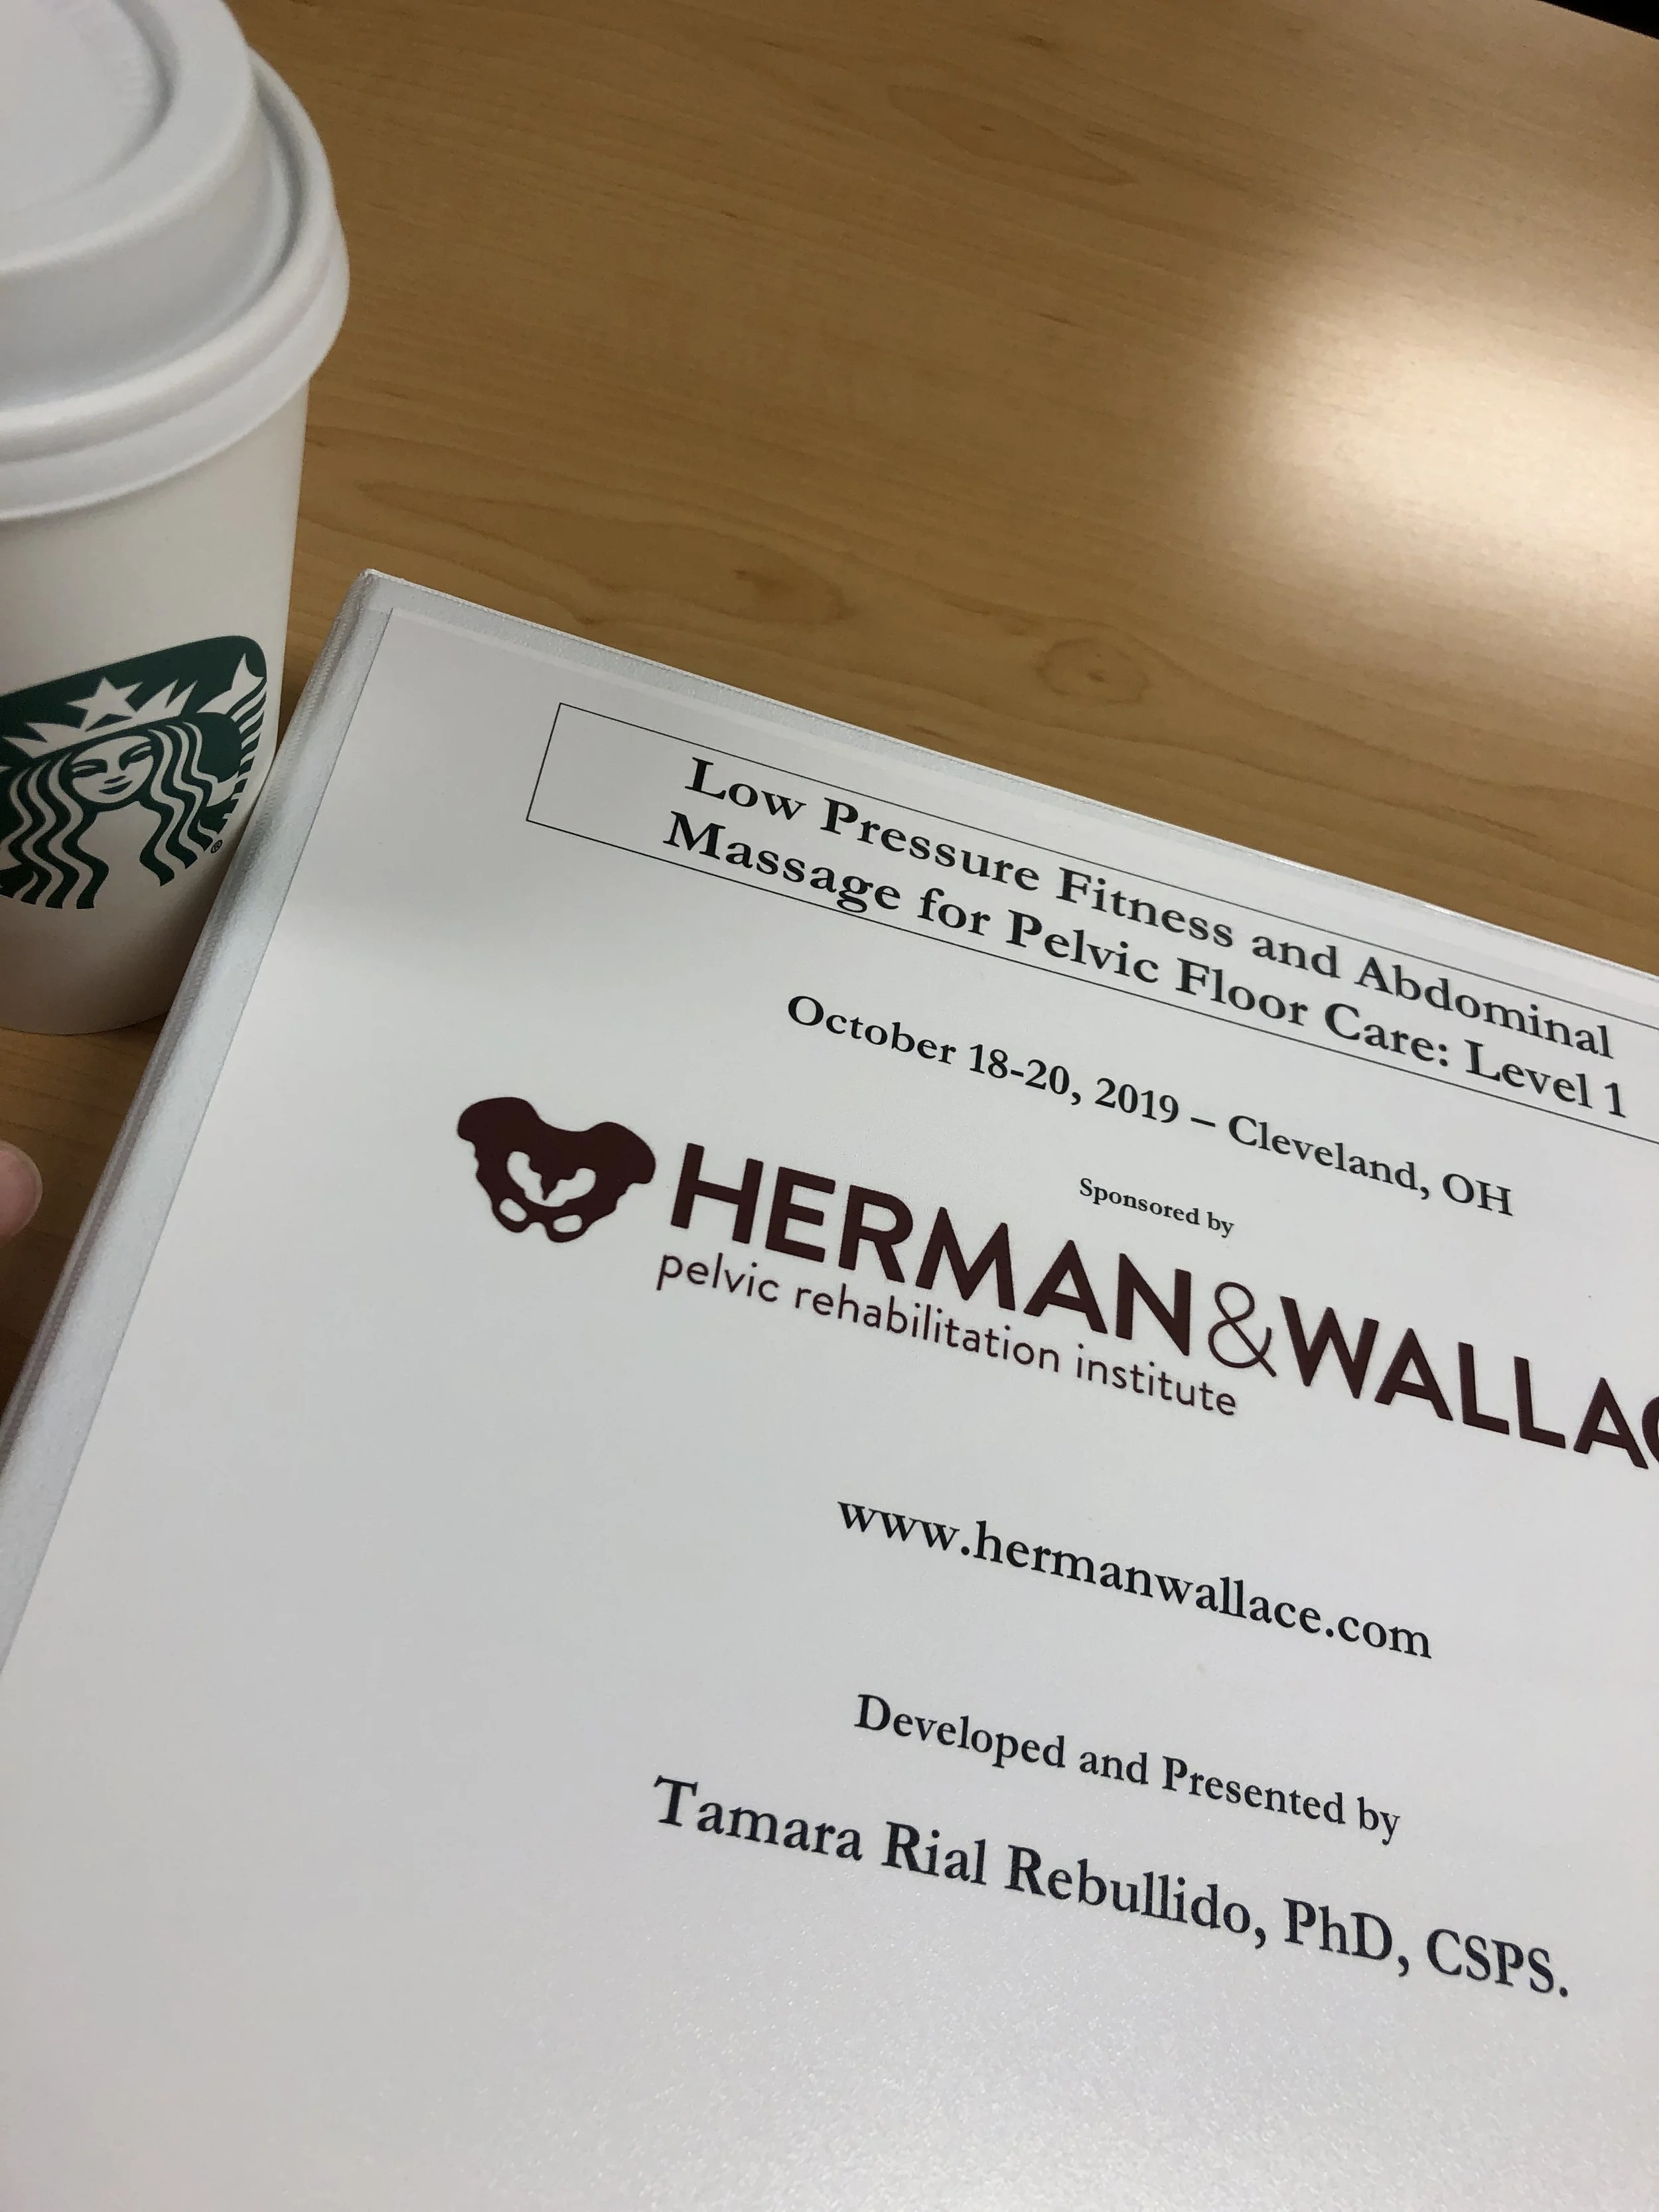 Low Pressure Fitness and Abdominal
Massage for Pelvic Floor Care: Level 1
October 18-20, 2019 – Cleveland, OH
Sponsored by
HERMAN&WALLAC
pelvic rehabilitation institute
www.hermanwallace.com
Developed and Presented by
Tamara Rial Rebullido, PhD, CSPS.